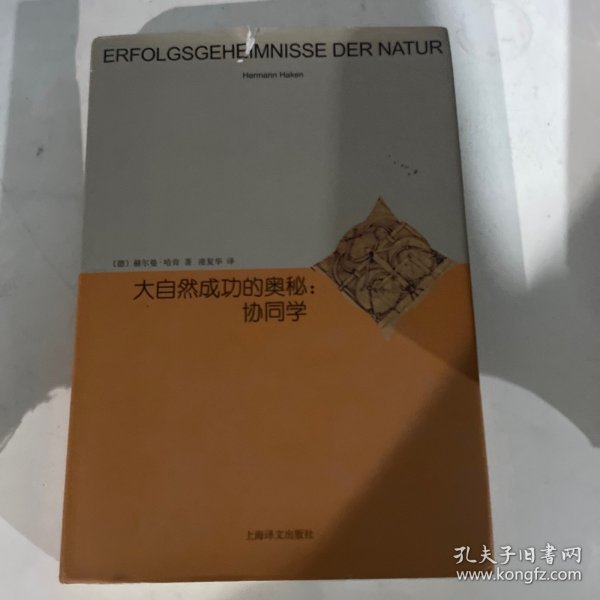 ERFOLGSGEHEIMNISSE DER NATUR
Hermann Haken
〔德〕赫尔曼·哈肯 著 凌复华 译
大自然成功的奥秘：
协同学
上海译文出版社
孔夫子旧书网
www.kongfz.com